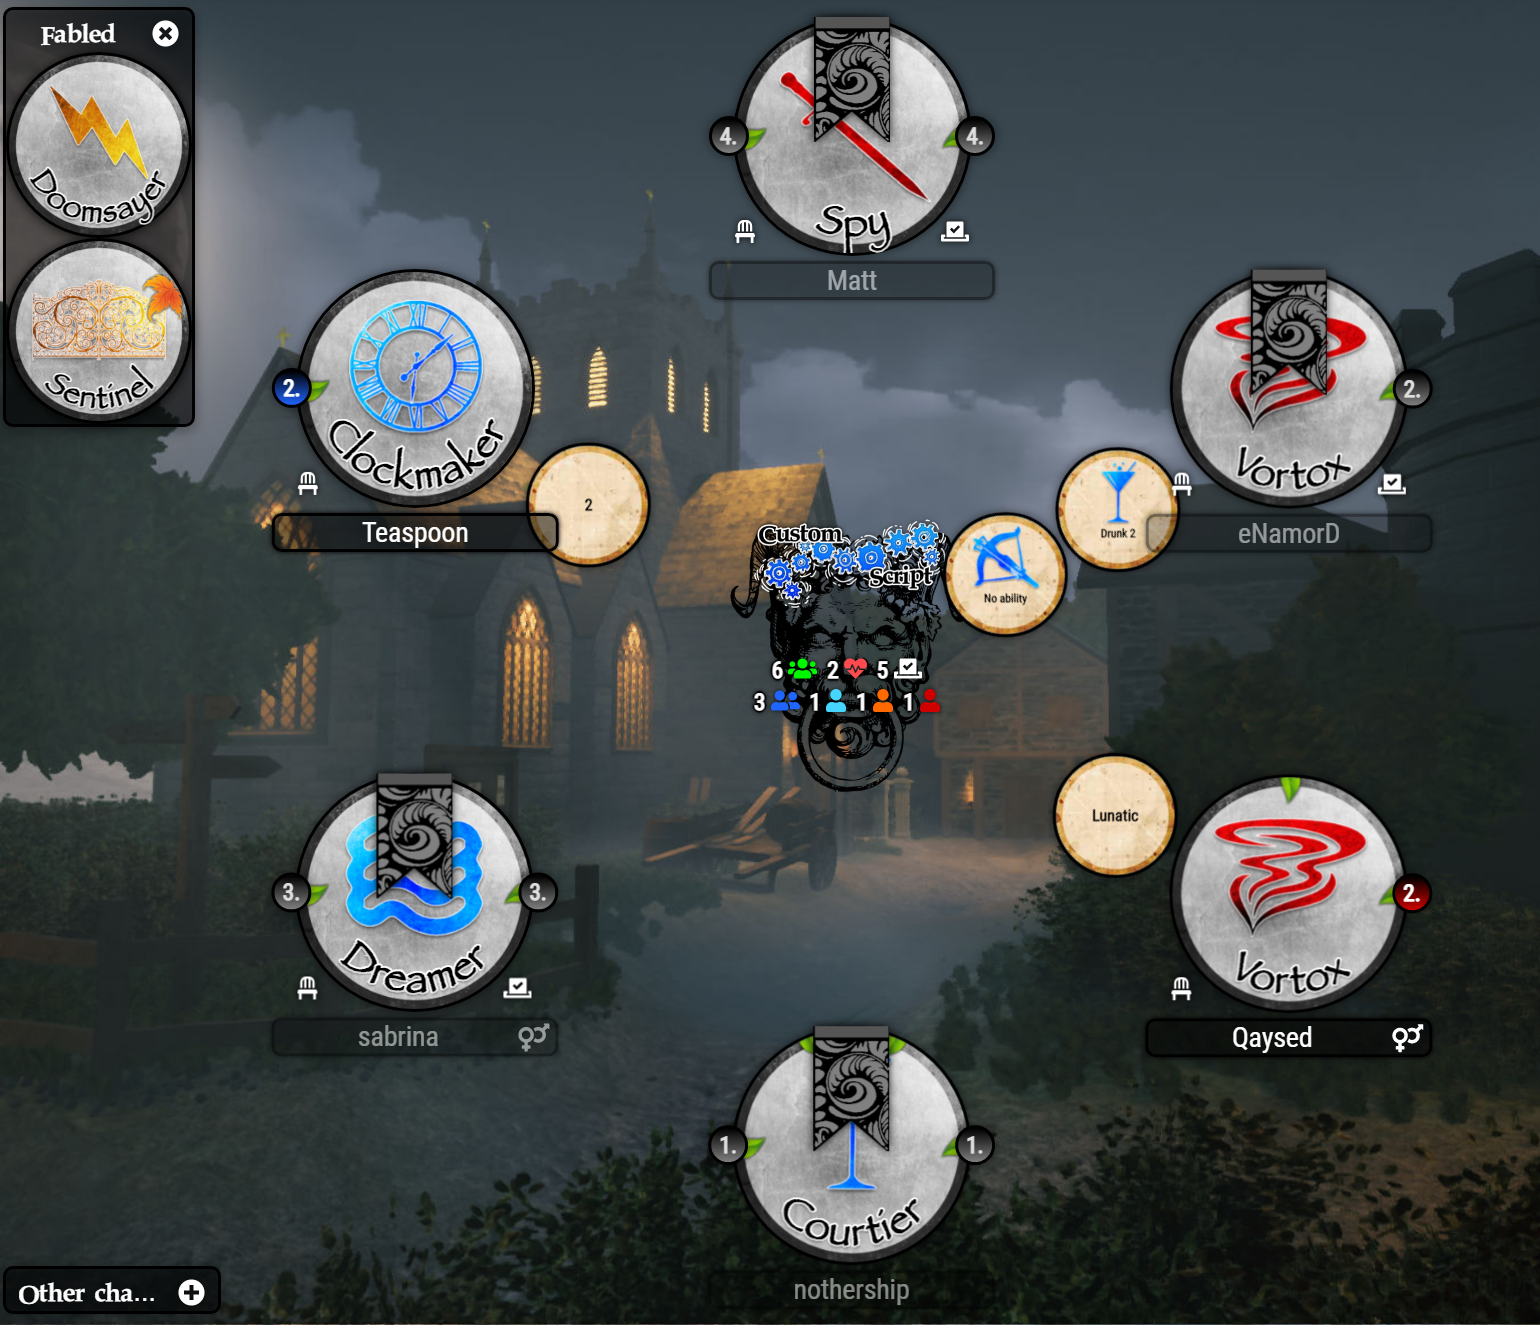 Fabled
Doomsayer
Sentinel
4.
4.
Spy
Matt
2.
Clockmaker
Teaspoon
2
2.
Vortox
eNamorD
Drunk 2
No ability
Custom
Script
6 2 5
3 1 1 1
3.
3.
Dreamer
sabrina
Lunatic
2.
Vortox
Qaysed
1.
1.
Courtier
nothership
Other cha...